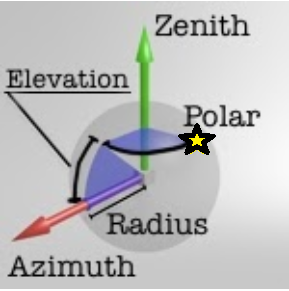 Zenith
Elevation
Polar
Radius
Azimuth